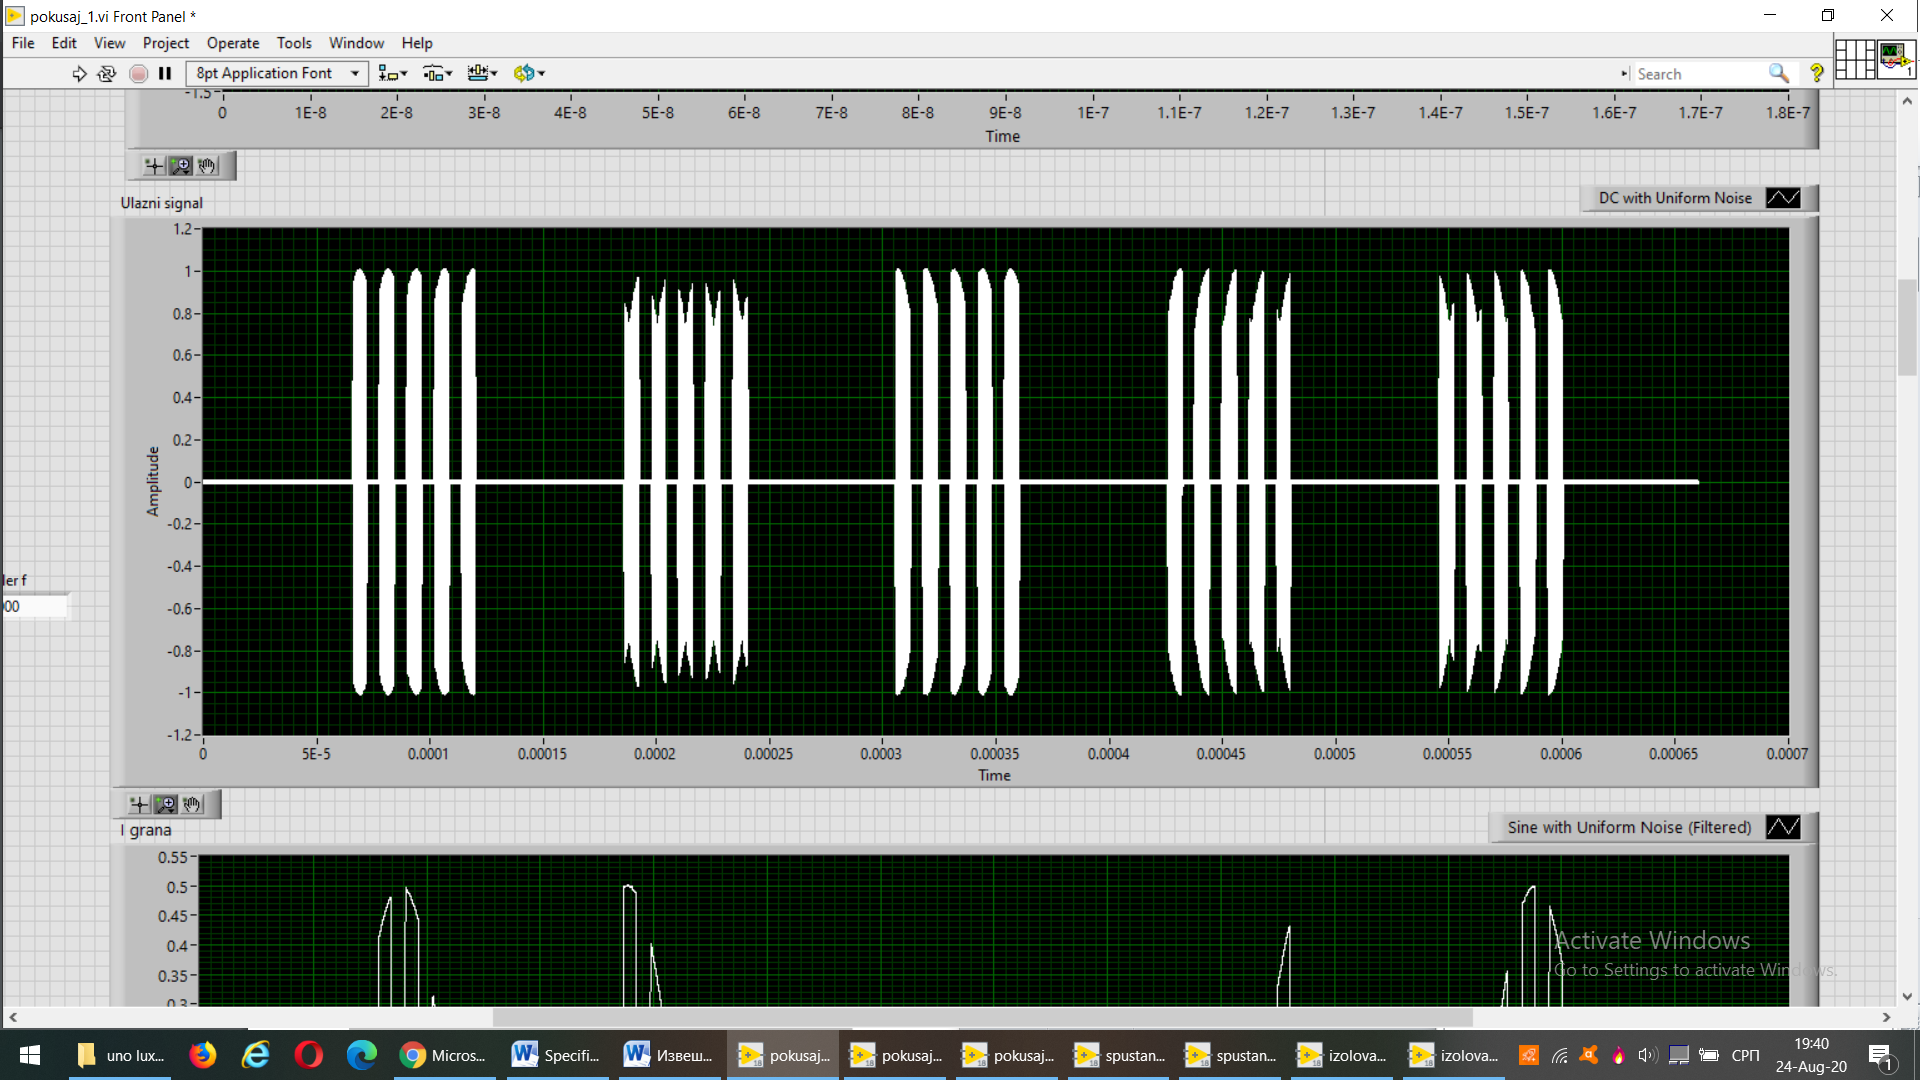 pokusaj_1.vi Front Panel *
File Edit View Project Operate Tools Window Help
8pt Application Font
Search
1
-1.5
0 1E-8 2E-8 3E-8 4E-8 5E-8 6E-8 7E-8 8E-8 9E-8 1E-7 1.1E-7 1.2E-7 1.3E-7 1.4E-7 1.5E-7 1.6E-7 1.7E-7 1.8E-7
Time
Ulazni signal
DC with Uniform Noise
1.2
1
0.8
0.6
0.4
0.2
0
-0.2
-0.4
-0.6
-0.8
-1
-1.2
Amplitude
0 5E-5 0.0001 0.00015 0.0002 0.00025 0.0003 0.00035 0.0004 0.00045 0.0005 0.00055 0.0006 0.00065 0.0007
Time
ler f
000
I grana
Sine with Uniform Noise (Filtered)
0.55
0.5
0.45
0.4
0.35
0.3
Activate Windows
Go to Settings to activate Windows.
uno lux... Micros... Specifi... Извеш... pokusaj... pokusaj... pokusaj... spustan... spustan... izolova... izolova...
СРП
19:40
24-Aug-20
1